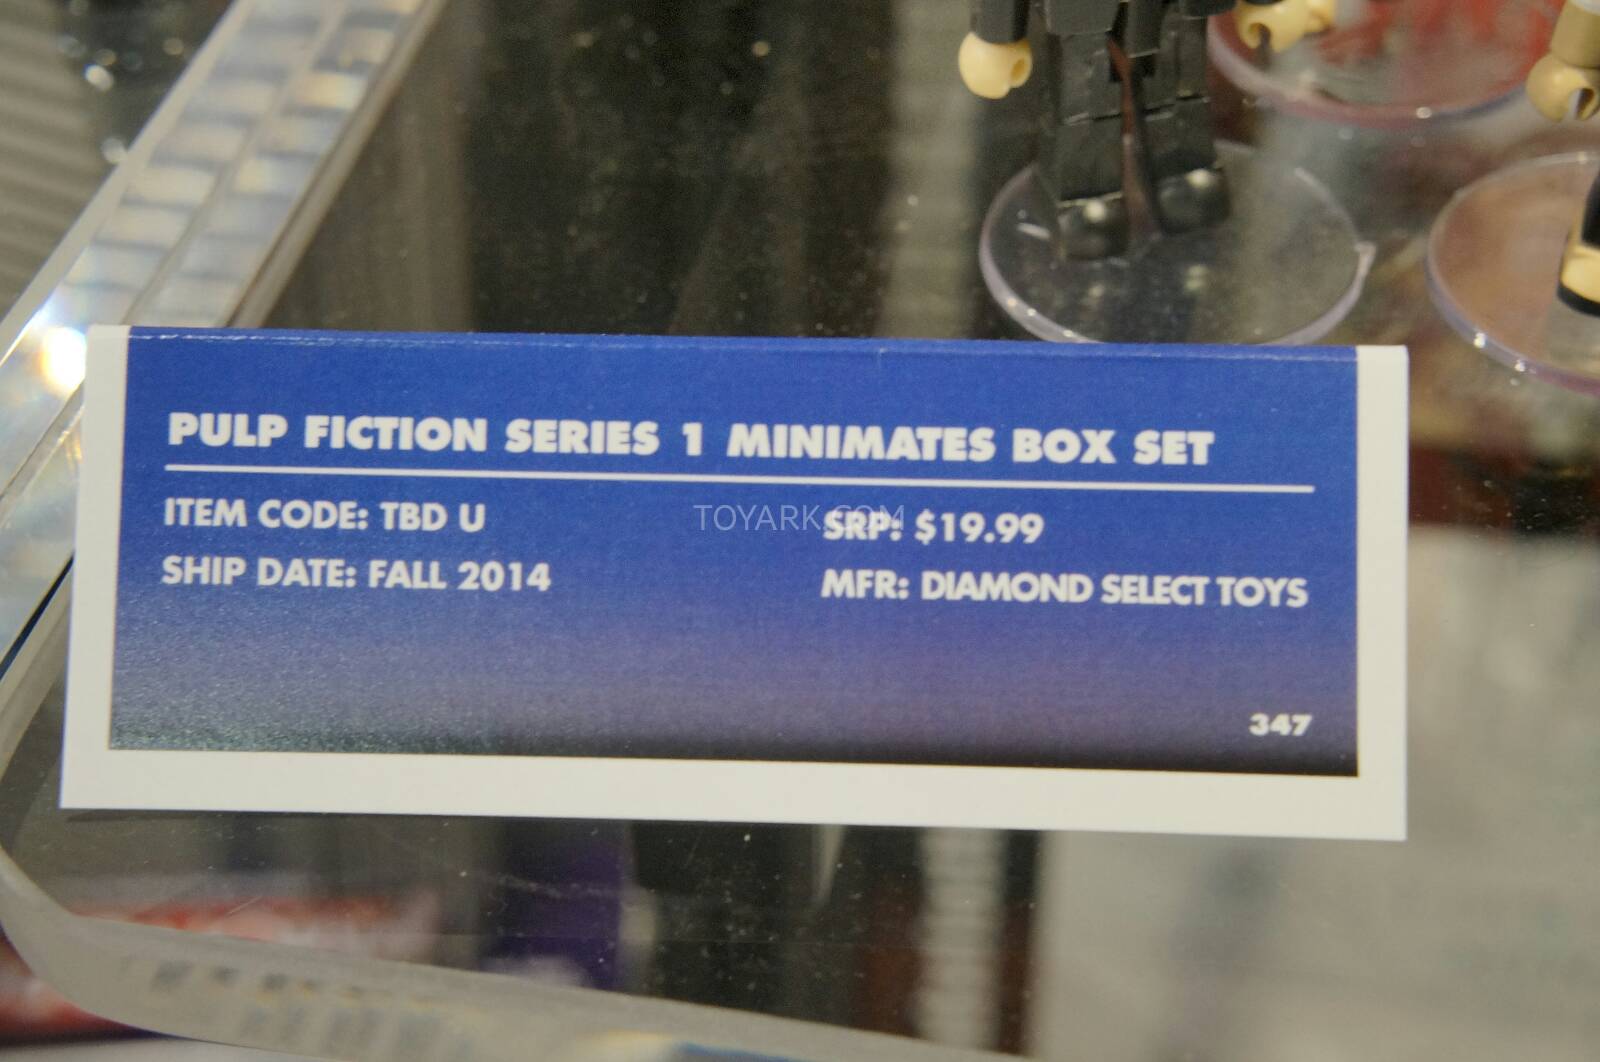 PULP FICTION SERIES 1 MINIMATES BOX SET
ITEM CODE: TBD U
SRP: $19.99
SHIP DATE: FALL 2014
MFR: DIAMOND SELECT TOYS
347
TOYARK.COM